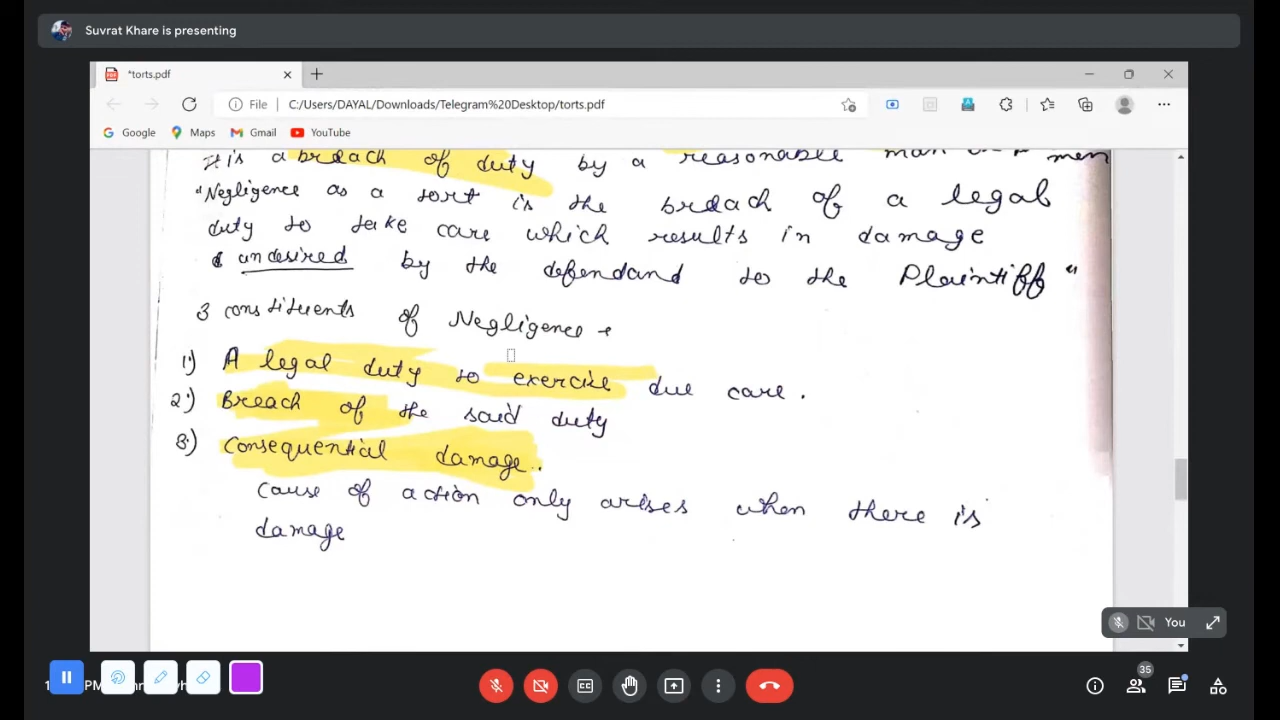 Suvrat Khare is presenting
*torts.pdf
File C:/Users/DAYAL/Downloads/Telegram%20Desktop/torts.pdf
Google Maps Gmail YouTube
It is a breach of duty by a reasonable man men
"Negligence as a tort is the breach of a legal
duty to take care which results in damage
undesired by the defendand to the Plaintiff"
3 constituents of Negligence
1) A legal duty to exercise due care.
2) Breach of the said duty
3) Consequential damage..
cause of action only arises when there is
damage
You
PM
35